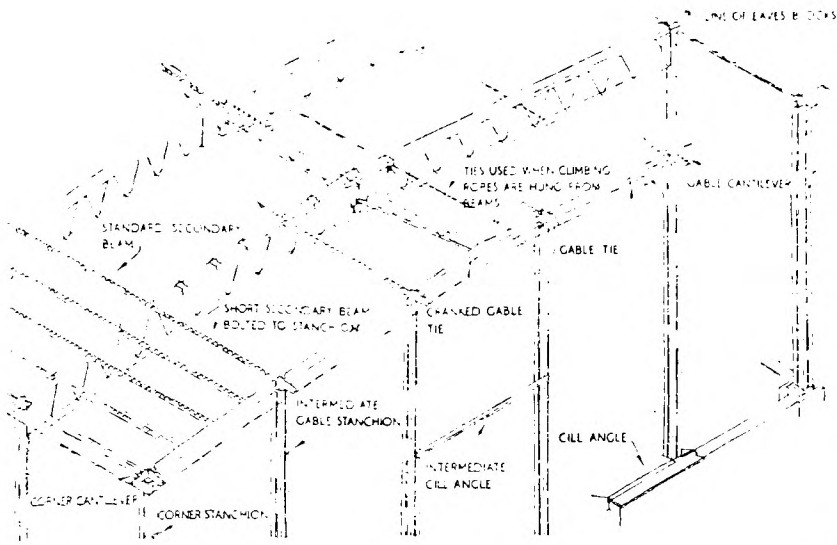 LINE OF EAVES BLOCKS
TIES USED WHEN CLIMBING
ROPES ARE HUNG FROM
BEAMS
GABLE CANTILEVER
STANDARD SECONDARY
BEAM
GABLE TIE
SHORT SECONDARY BEAM
BOLTED TO STANCHION
CRANKED GABLE
TIE
INTERMEDIATE
GABLE STANCHION
CILL ANGLE
INTERMEDIATE
CILL ANGLE
CORNER CANTILEVER
CORNER STANCHION